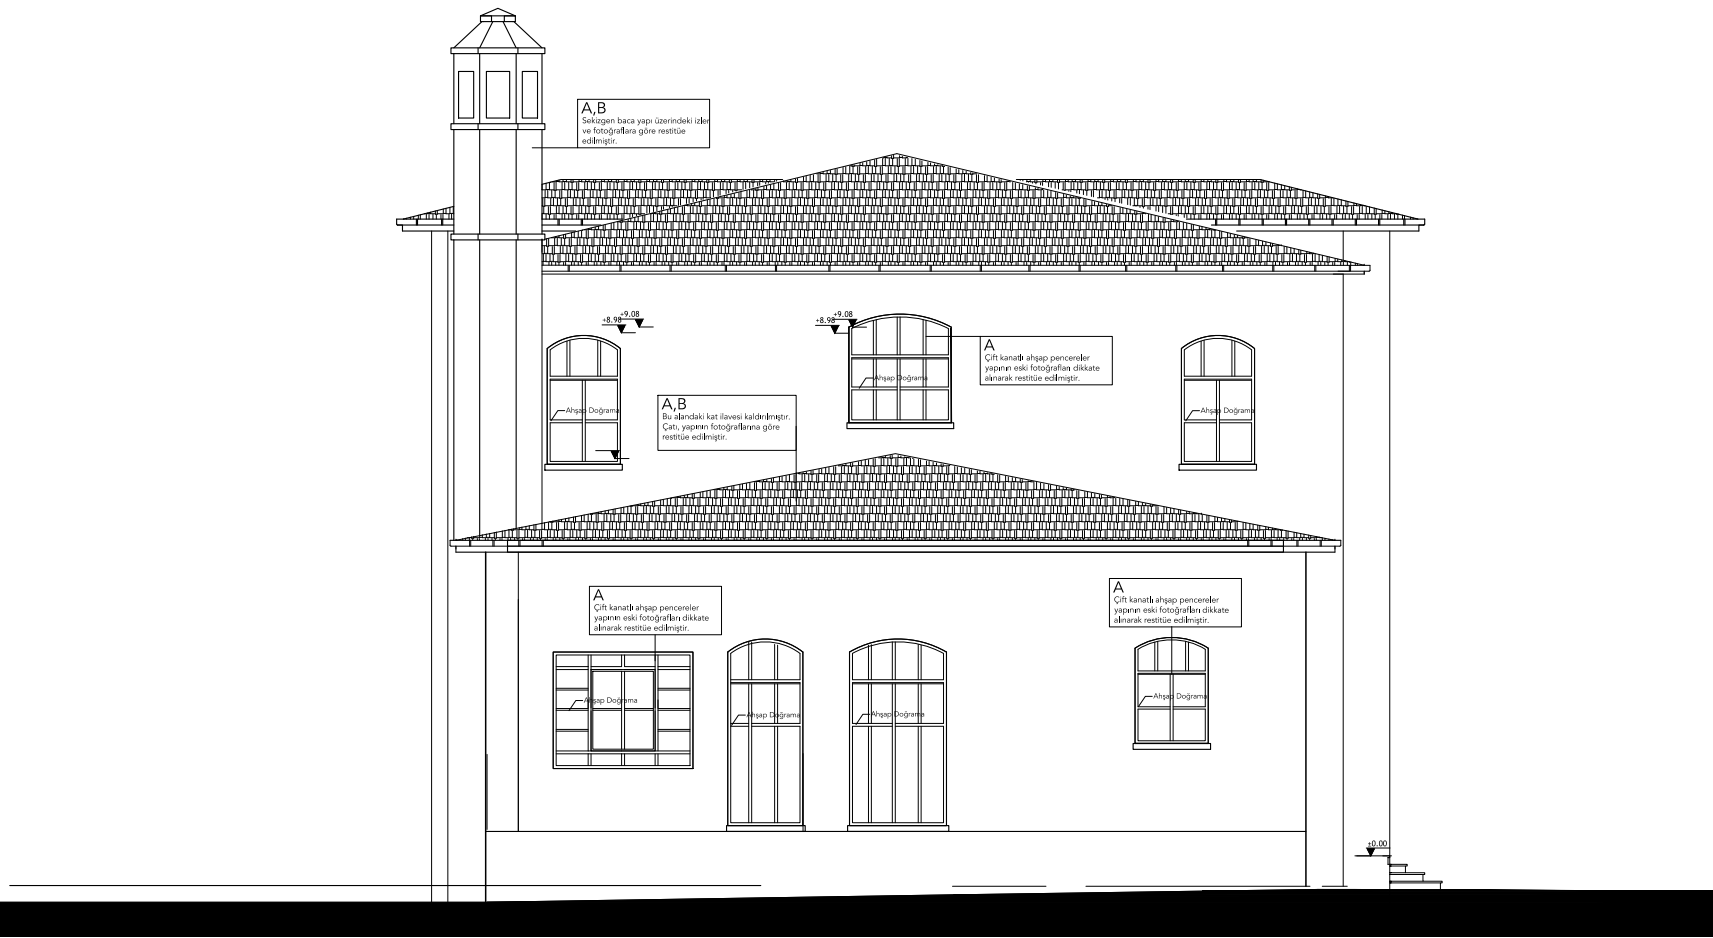 A,B
Sekizgen baca yapı üzerindeki izler
ve fotoğraflara göre restitüe
edilmiştir.
+9.08
+8.98
+9.08
+8.98
A
Çift kanatlı ahşap pencereler
yapının eski fotoğrafları dikkate
alınarak restitüe edilmiştir.
Ahşap Doğrama
A,B
Bu alandaki kat ilavesi kaldırılmıştır.
Çatı, yapının fotoğraflarına göre
restitüe edilmiştir.
Ahşap Doğrama
Ahşap Doğrama
A
Çift kanatlı ahşap pencereler
yapının eski fotoğrafları dikkate
alınarak restitüe edilmiştir.
A
Çift kanatlı ahşap pencereler
yapının eski fotoğrafları dikkate
alınarak restitüe edilmiştir.
Ahşap Doğrama
Ahşap Doğrama
Ahşap Doğrama
Ahşap Doğrama
±0.00